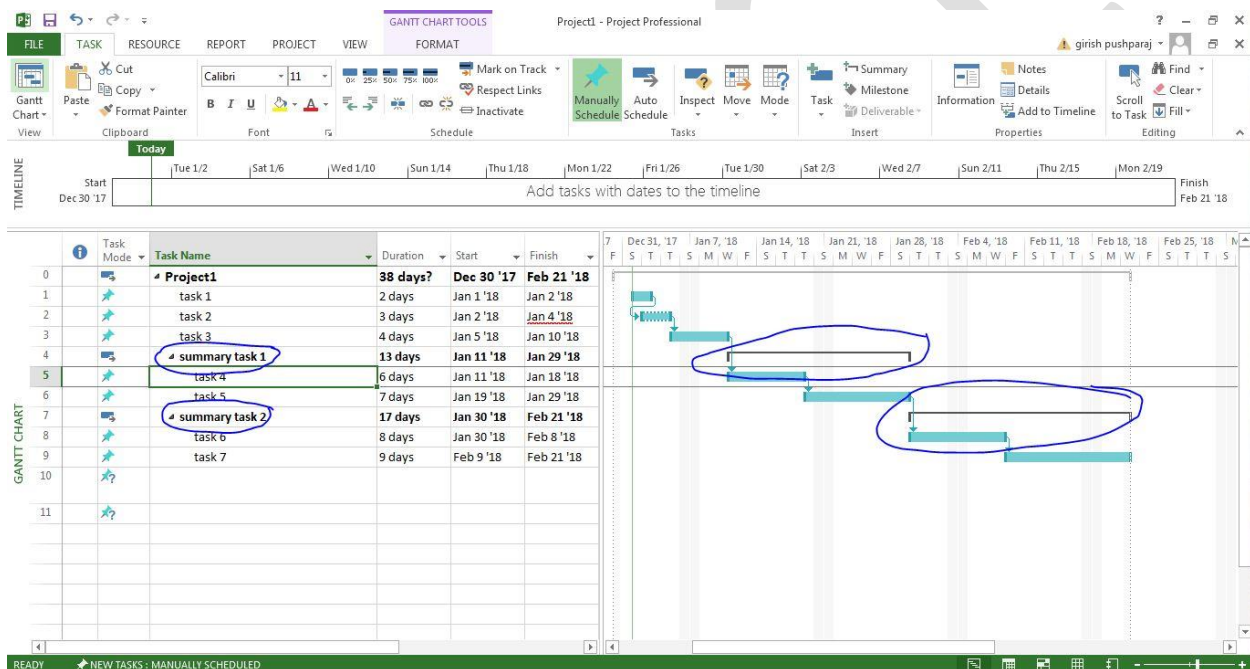 GANTT CHART TOOLS Project1 - Project Professional ?
FILE TASK RESOURCE REPORT PROJECT VIEW FORMAT girish pushparaj
Gantt Chart
View
Paste
Cut
Copy
Format Painter
Clipboard
Calibri 11
B I U A
Font
0% 25% 50% 75% 100%
Mark on Track
Respect Links
Inactivate
Schedule
Manually Schedule
Auto Schedule
Inspect
Move
Mode
Tasks
Task
Summary
Milestone
Deliverable
Insert
Information
Notes
Details
Add to Timeline
Properties
Scroll to Task
Find
Clear
Fill
Editing
TIMELINE
Today
Tue 1/2 Sat 1/6 Wed 1/10 Sun 1/14 Thu 1/18 Mon 1/22 Fri 1/26 Tue 1/30 Sat 2/3 Wed 2/7 Sun 2/11 Thu 2/15 Mon 2/19
Start
Dec 30 '17
Add tasks with dates to the timeline
Finish
Feb 21 '18
GANTT CHART
Task Mode Task Name Duration Start Finish
7 Dec 31, '17 Jan 7, '18 Jan 14, '18 Jan 21, '18 Jan 28, '18 Feb 4, '18 Feb 11, '18 Feb 18, '18 Feb 25, '18
F S T T S M W F S T T S M W F S T T S M W F S T T S M W F S T T S
0 Project1 38 days? Dec 30 '17 Feb 21 '18
1 task 1 2 days Jan 1 '18 Jan 2 '18
2 task 2 3 days Jan 2 '18 Jan 4 '18
3 task 3 4 days Jan 5 '18 Jan 10 '18
4 summary task 1 13 days Jan 11 '18 Jan 29 '18
5 task 4 6 days Jan 11 '18 Jan 18 '18
6 task 5 7 days Jan 19 '18 Jan 29 '18
7 summary task 2 17 days Jan 30 '18 Feb 21 '18
8 task 6 8 days Jan 30 '18 Feb 8 '18
9 task 7 9 days Feb 9 '18 Feb 21 '18
10
11
READY NEW TASKS : MANUALLY SCHEDULED